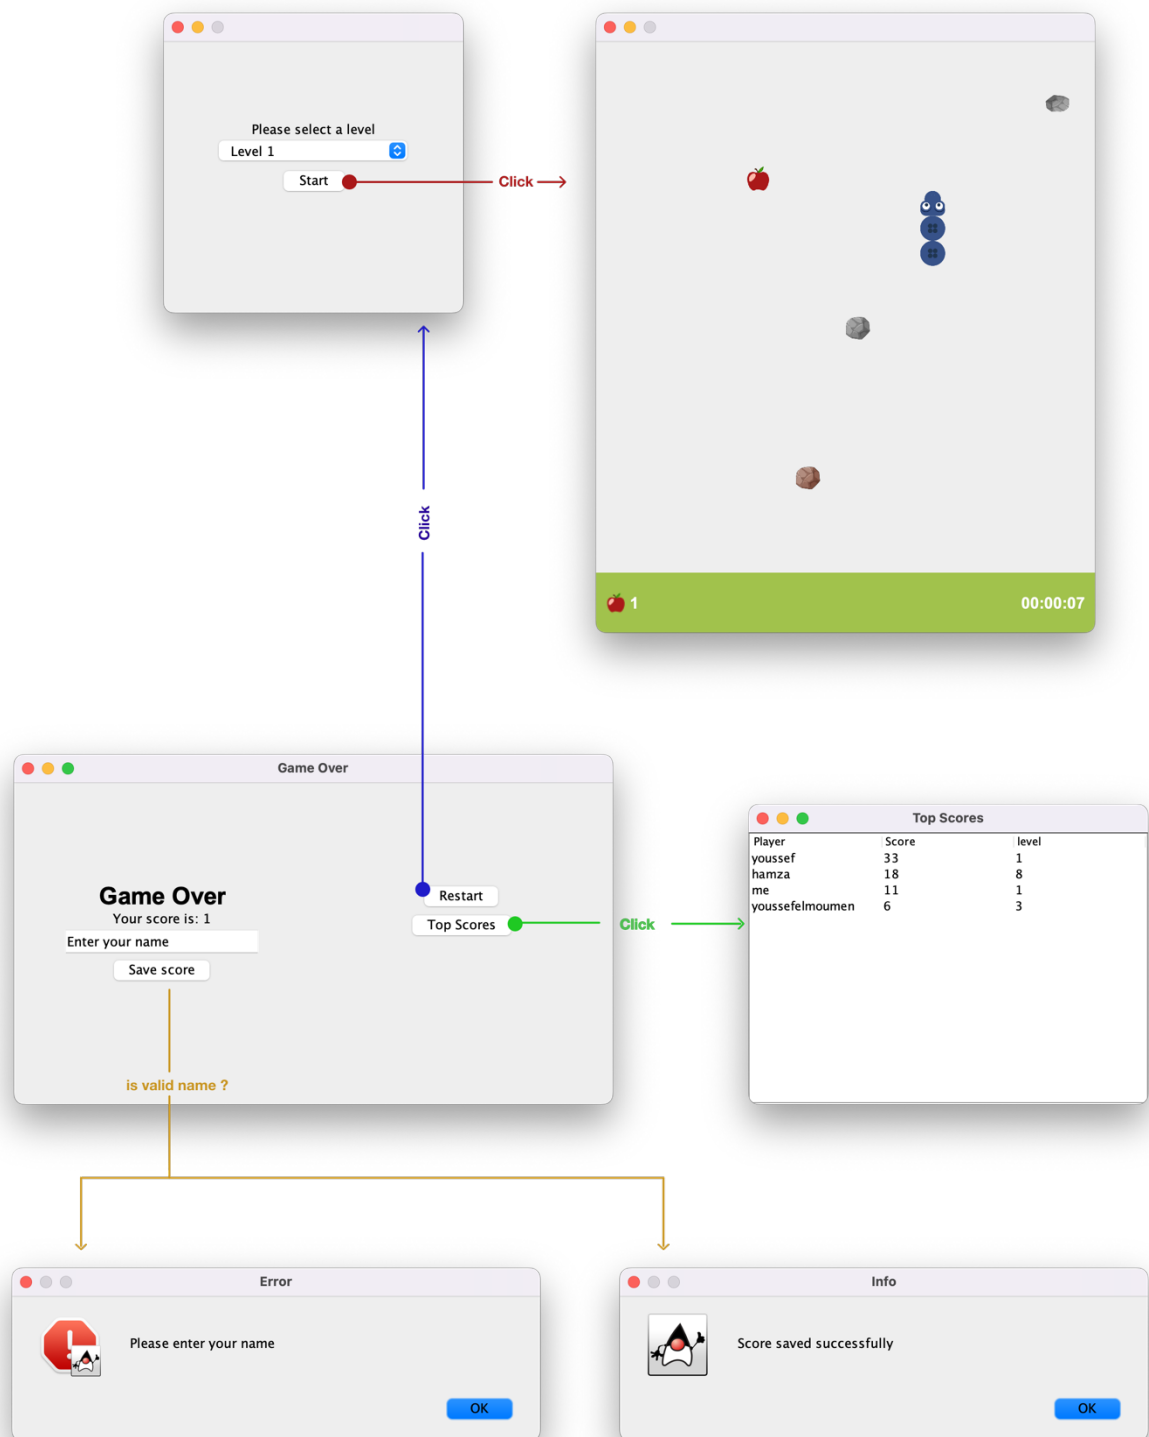 Please select a level
Level 1
Start
Click
1
00:00:07
Click
Game Over
Game Over
Your score is: 1
Enter your name
Save score
Restart
Top Scores
Click
Top Scores
Player Score level
youssef 33 1
hamza 18 8
me 11 1
youssefelmoumen 6 3
is valid name ?
Error
Please enter your name
OK
Info
Score saved successfully
OK